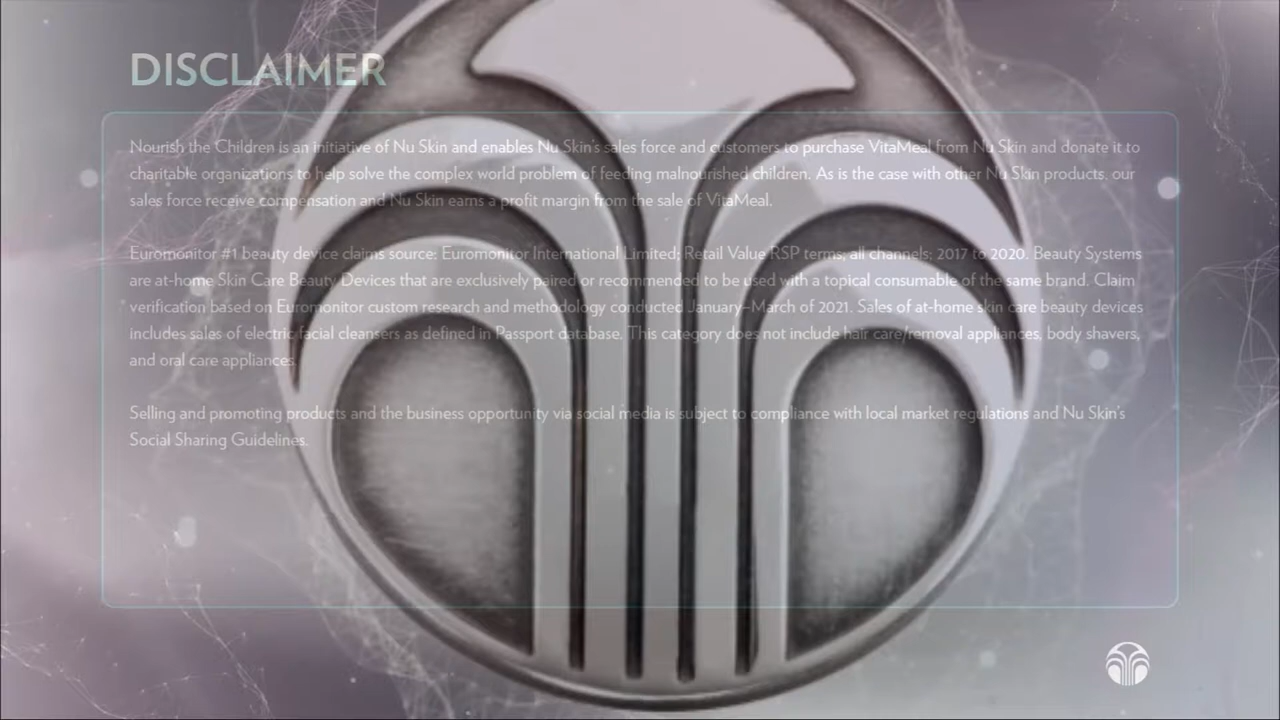 DISCLAIMER
Nourish the Children is an initiative of Nu Skin and enables Nu Skin's sales force and customers to purchase VitaMeal from Nu Skin and donate it to
charitable organizations to help solve the complex world problem of feeding malnourished children. As is the case with other Nu Skin products, our
sales force receive compensation and Nu Skin earns a profit margin from the sale of VitaMeal.
Euromonitor #1 beauty device claims source: Euromonitor International Limited; Retail Value RSP terms; all channels; 2017 to 2020. Beauty Systems
are at-home Skin Care Beauty Devices that are exclusively paired or recommended to be used with a topical consumable of the same brand. Claim
verification based on Euromonitor custom research and methodology conducted January–March of 2021. Sales of at-home skin care beauty devices
includes sales of electric facial cleansers as defined in Passport database. This category does not include hair care/removal appliances, body shavers,
and oral care appliances.
Selling and promoting products and the business opportunity via social media is subject to compliance with local market regulations and Nu Skin's
Social Sharing Guidelines.